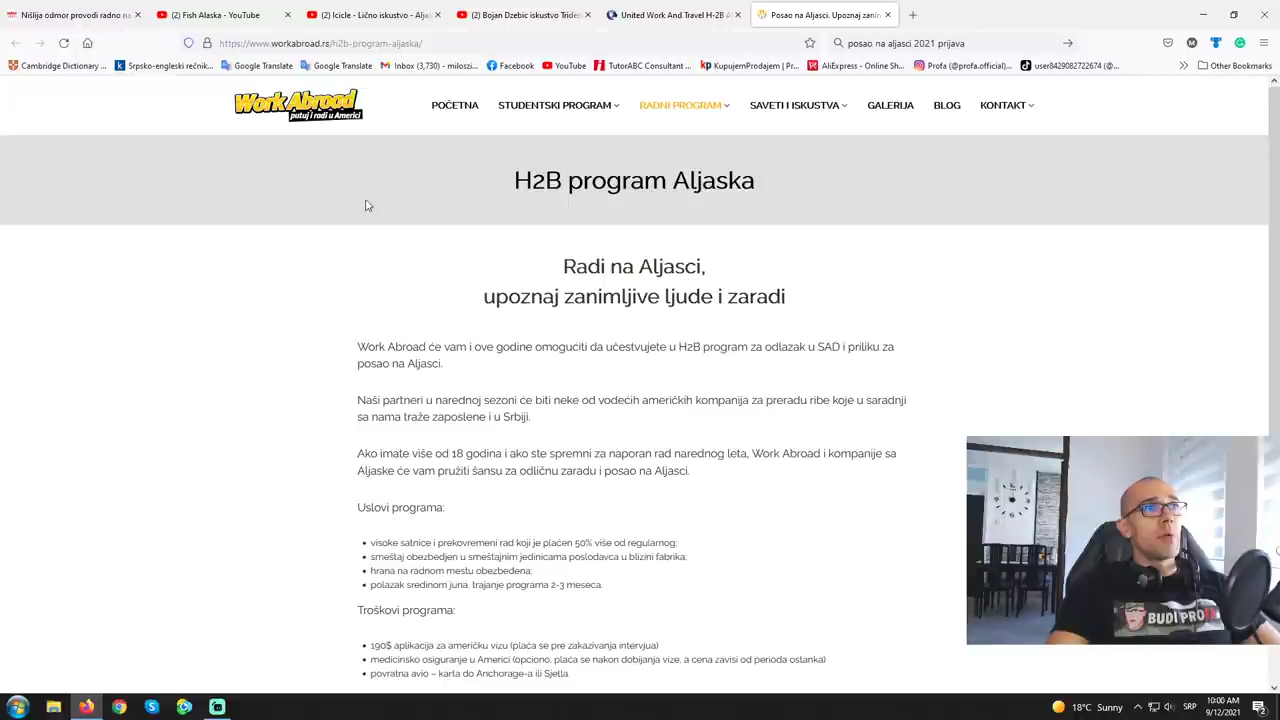 Nišlija odmor provodi radno na
(2) Fish Alaska - YouTube
(2) Icicle - Lično iskustvo - Aljas
(2) Bojan Dzebic iskustvo Triden
United Work And Travel H-2B A
Posao na Aljasci. Upoznaj zanin
https://www.workabroad.rs/h2b-program-aljaska/
posao na aljasci 2021 prijava
Cambridge Dictionary ...
Srpsko-engleski rečnik...
Google Translate
Google Translate
Inbox (3,730) - miloszi...
Facebook
YouTube
TutorABC Consultant ...
KupujemProdajem | Pr...
AliExpress - Online Sh...
Profa (@profa.official)...
user8429082722674 (@...
Other Bookmarks
Work Abroad
putuj i radi u Americi
POČETNA
STUDENTSKI PROGRAM
RADNI PROGRAM
SAVETI I ISKUSTVA
GALERIJA
BLOG
KONTAKT
H2B program Aljaska
Radi na Aljasci,
upoznaj zanimljive ljude i zaradi
Work Abroad će vam i ove godine omogućiti da učestvujete u H2B program za odlazak u SAD i priliku za
posao na Aljasci.
Naši partneri u narednoj sezoni će biti neke od vodećih američkih kompanija za preradu ribe koje u saradnji
sa nama traže zaposlene i u Srbiji.
Ako imate više od 18 godina i ako ste spremni za naporan rad narednog leta, Work Abroad i kompanije sa
Aljaske će vam pružiti šansu za odličnu zaradu i posao na Aljasci.
Uslovi programa:
visoke satnice i prekovremeni rad koji je plaćen 50% više od regularnog;
smeštaj obezbeđen u smeštajnim jedinicama poslodavca u blizini fabrika;
hrana na radnom mestu obezbeđena;
polazak sredinom juna, trajanje programa 2-3 meseca.
Troškovi programa:
190$ aplikacija za američku vizu (plaća se pre zakazivanja intervjua)
medicinsko osiguranje u Americi (opciono, plaća se nakon dobijanja vize, a cena zavisi od perioda ostanka)
povratna avio – karta do Anchorage-a ili Sjetla.
BUDI PRO
18°C Sunny
SRP
10:00 AM
9/12/2021